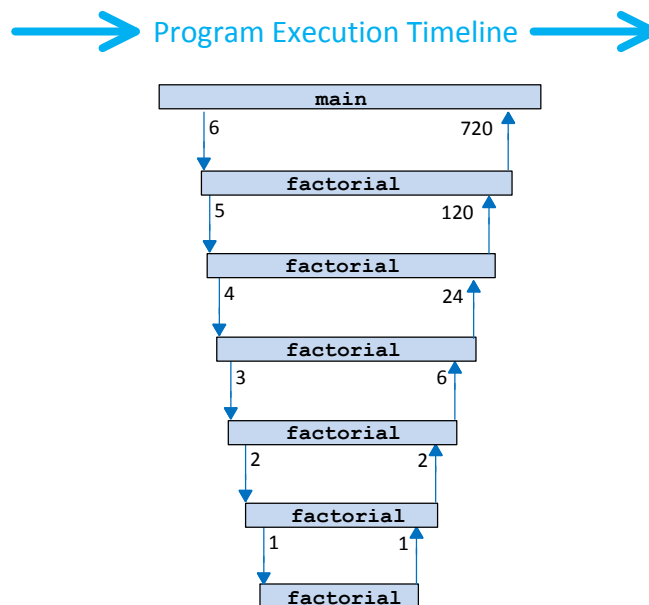 Program Execution Timeline
main
6 720
factorial
5 120
factorial
4 24
factorial
3 6
factorial
2 2
factorial
1 1
factorial